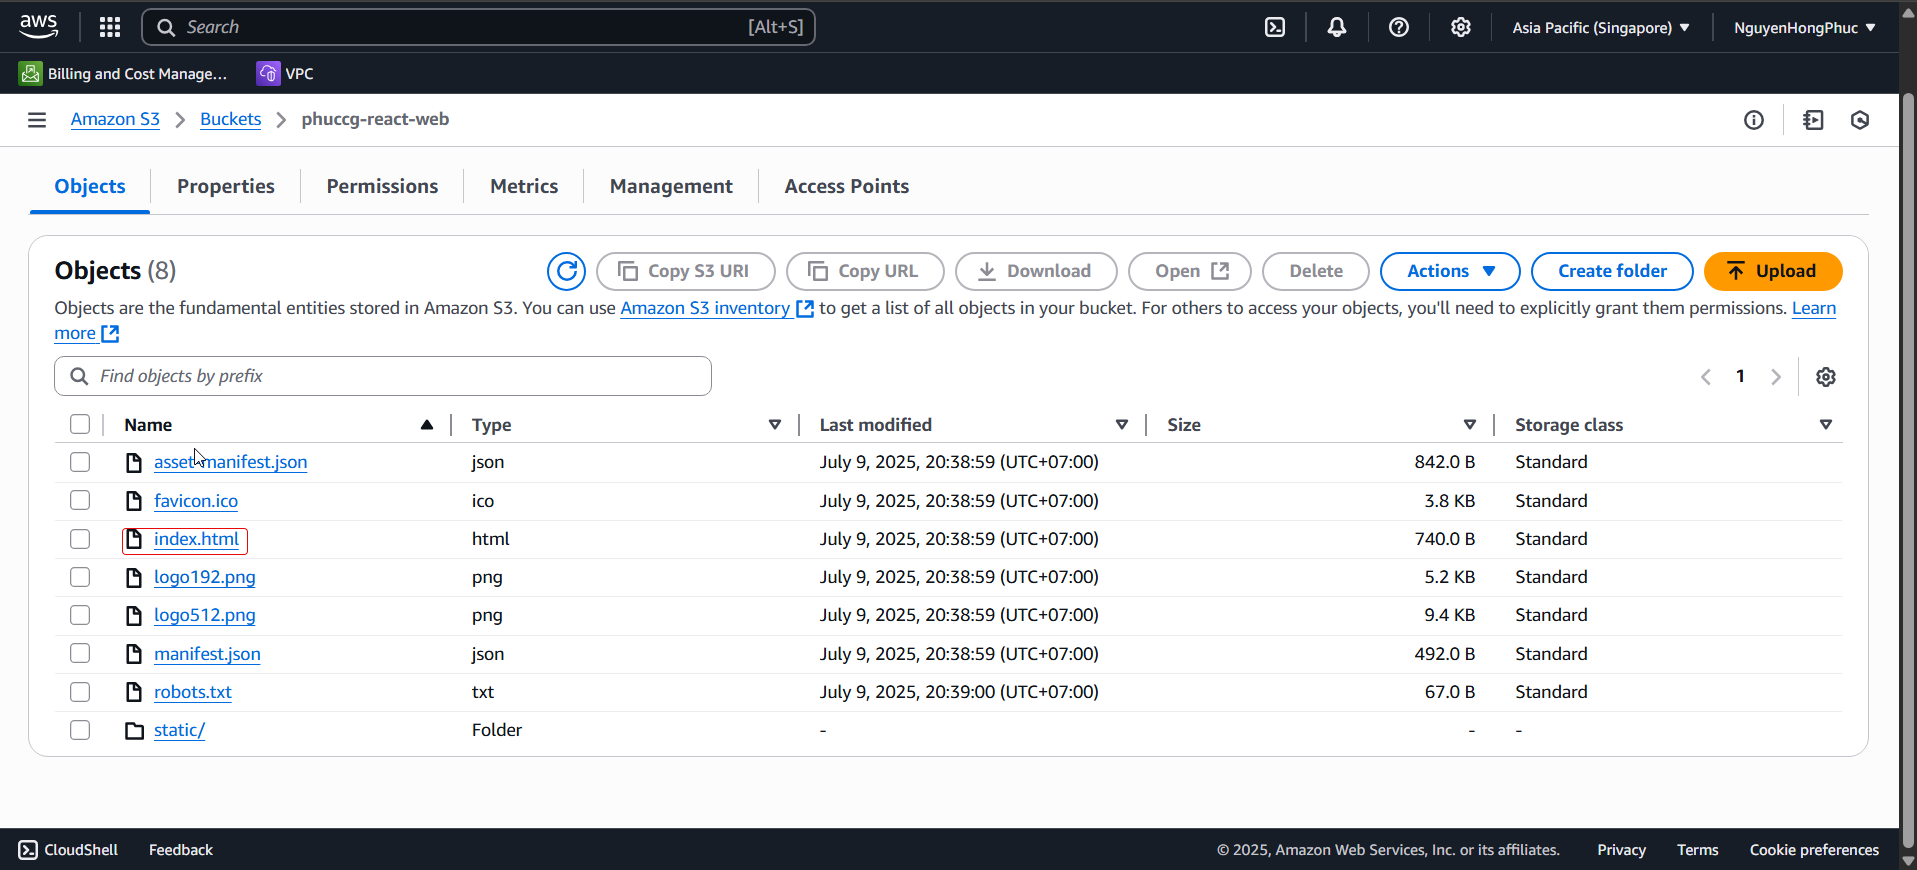 aws
Search [Alt+S]
Asia Pacific (Singapore) NguyenHongPhuc
Billing and Cost Manage... VPC
Amazon S3 Buckets phuccg-react-web
Objects Properties Permissions Metrics Management Access Points
Objects (8) Copy S3 URI Copy URL Download Open Delete Actions Create folder Upload
Objects are the fundamental entities stored in Amazon S3. You can use Amazon S3 inventory to get a list of all objects in your bucket. For others to access your objects, you'll need to explicitly grant them permissions. Learn
more
Find objects by prefix 1
Name Type Last modified Size Storage class
asset-manifest.json json July 9, 2025, 20:38:59 (UTC+07:00) 842.0 B Standard
favicon.ico ico July 9, 2025, 20:38:59 (UTC+07:00) 3.8 KB Standard
index.html html July 9, 2025, 20:38:59 (UTC+07:00) 740.0 B Standard
logo192.png png July 9, 2025, 20:38:59 (UTC+07:00) 5.2 KB Standard
logo512.png png July 9, 2025, 20:38:59 (UTC+07:00) 9.4 KB Standard
manifest.json json July 9, 2025, 20:38:59 (UTC+07:00) 492.0 B Standard
robots.txt txt July 9, 2025, 20:39:00 (UTC+07:00) 67.0 B Standard
static/ Folder - - -
CloudShell Feedback © 2025, Amazon Web Services, Inc. or its affiliates. Privacy Terms Cookie preferences